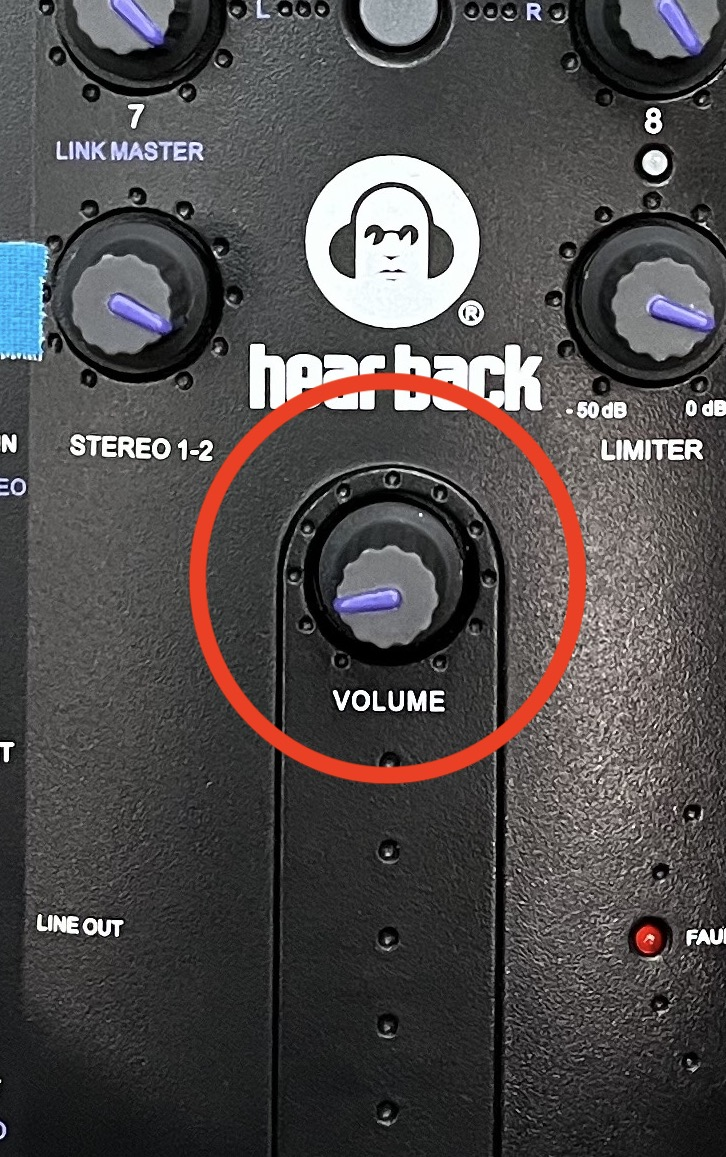 L R
7
8
LINK MASTER
®
hear back
-50 dB 0 dB
STEREO 1-2
LIMITER
VOLUME
LINE OUT